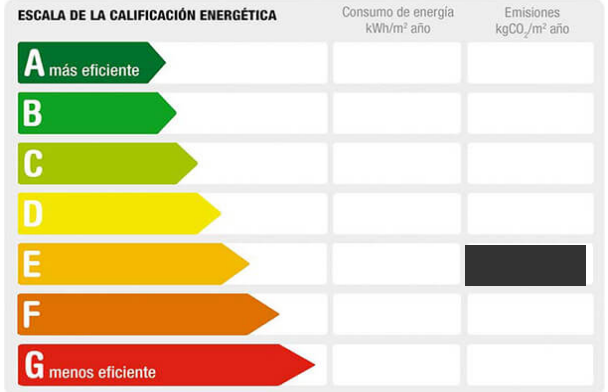 ESCALA DE LA CALIFICACIÓN ENERGÉTICA
Consumo de energía
kWh/m² año
Emisiones
kgCO₂/m² año
A más eficiente
B
C
D
E
F
G menos eficiente